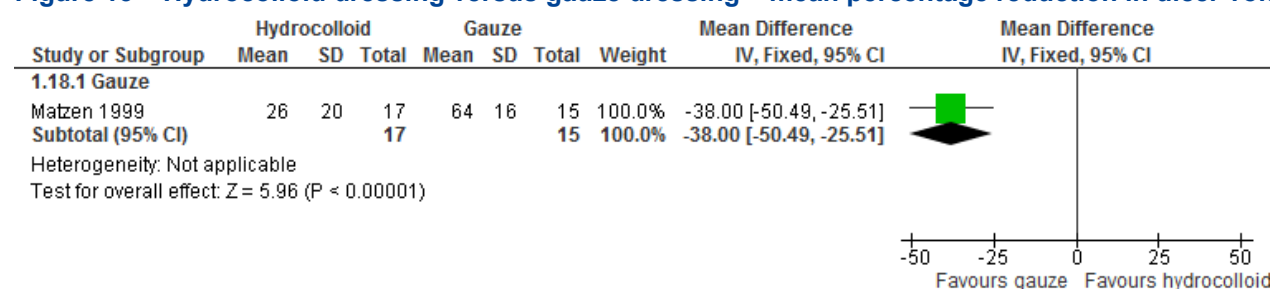 Hydrocolloid Gauze Mean Difference Mean Difference
Study or Subgroup Mean SD Total Mean SD Total Weight IV, Fixed, 95% CI IV, Fixed, 95% CI
1.18.1 Gauze
Matzen 1999 26 20 17 64 16 15 100.0% -38.00 [-50.49, -25.51]
Subtotal (95% CI) 17 15 100.0% -38.00 [-50.49, -25.51]
Heterogeneity: Not applicable
Test for overall effect: Z = 5.96 (P < 0.00001)
-50 -25 0 25 50
Favours gauze Favours hydrocolloid